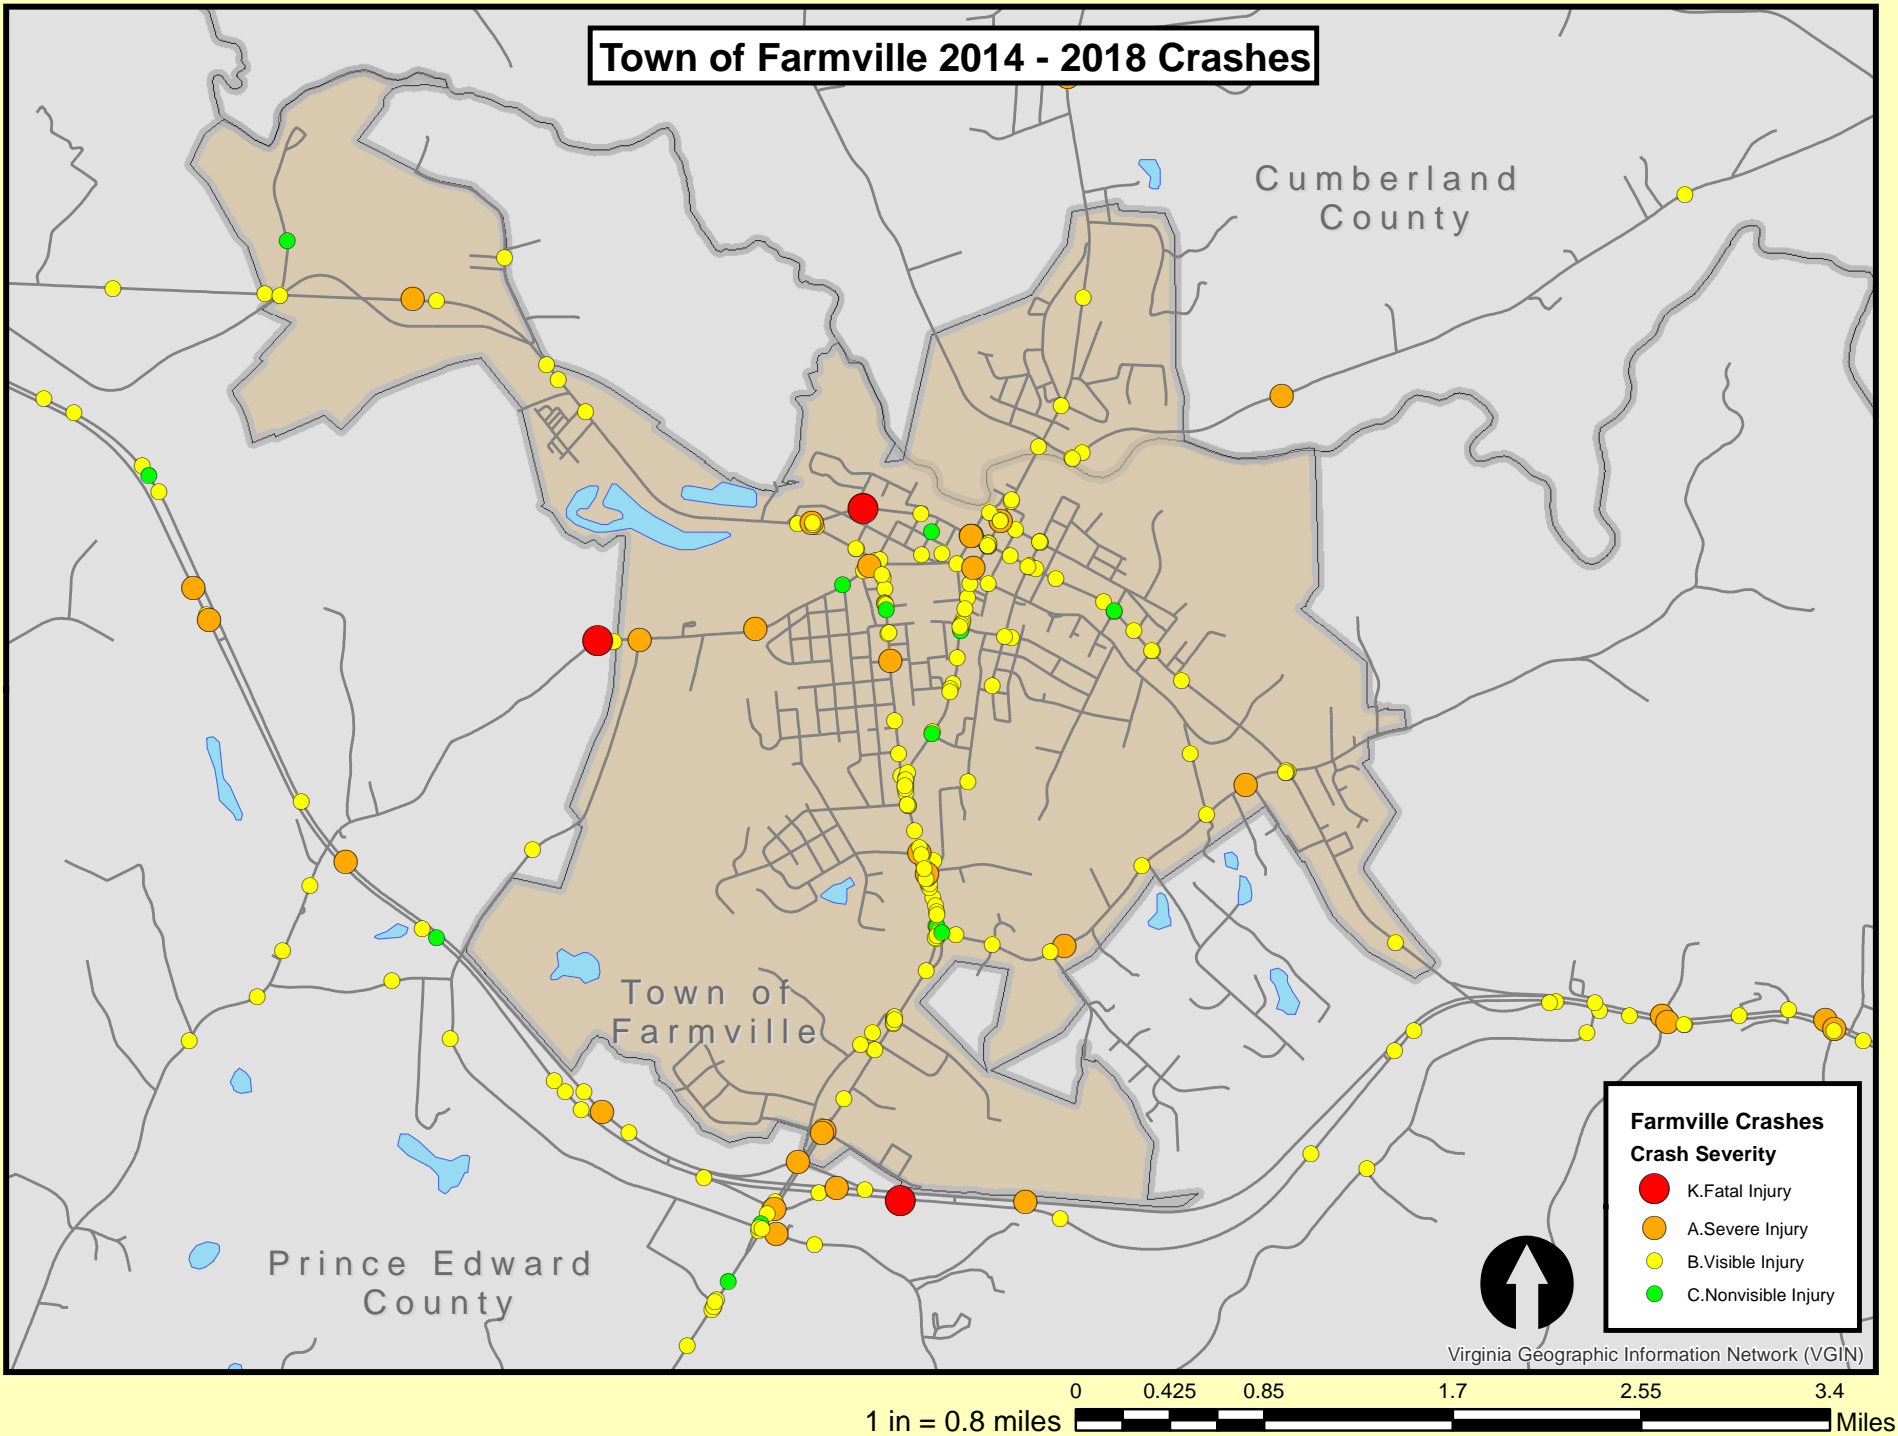 Town of Farmville 2014 - 2018 Crashes
Cumberland
County
Town of
Farmville
Prince Edward
County
Farmville Crashes
Crash Severity
K.Fatal Injury
A.Severe Injury
B.Visible Injury
C.Nonvisible Injury
Virginia Geographic Information Network (VGIN)
0 0.425 0.85 1.7 2.55 3.4
1 in = 0.8 miles Miles